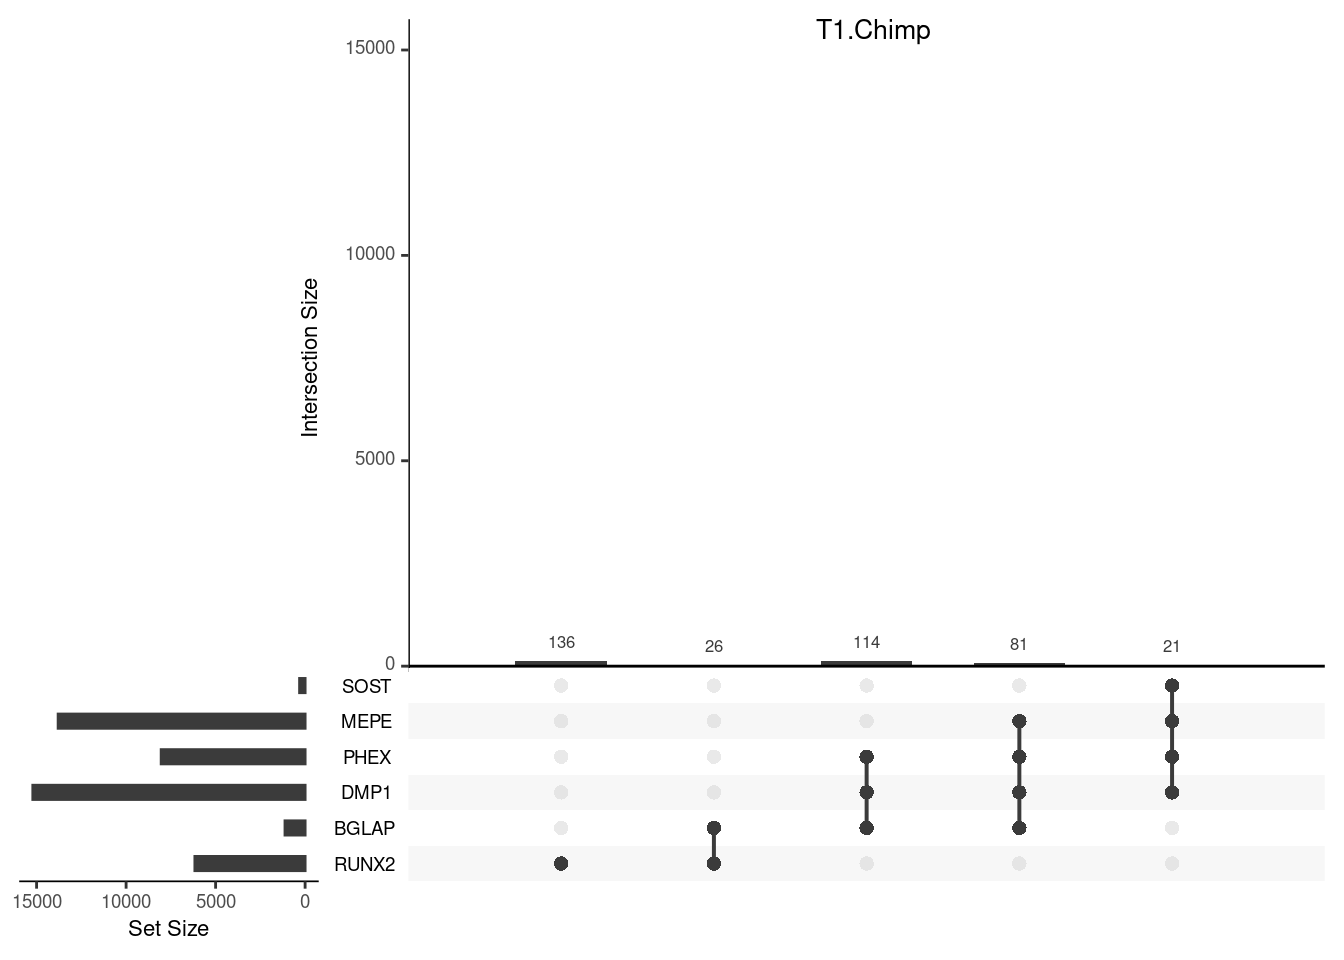 T1.Chimp
15000
10000
5000
0
Intersection Size
136 26 114 81 21
SOST
MEPE
PHEX
DMP1
BGLAP
RUNX2
15000 10000 5000 0
Set Size